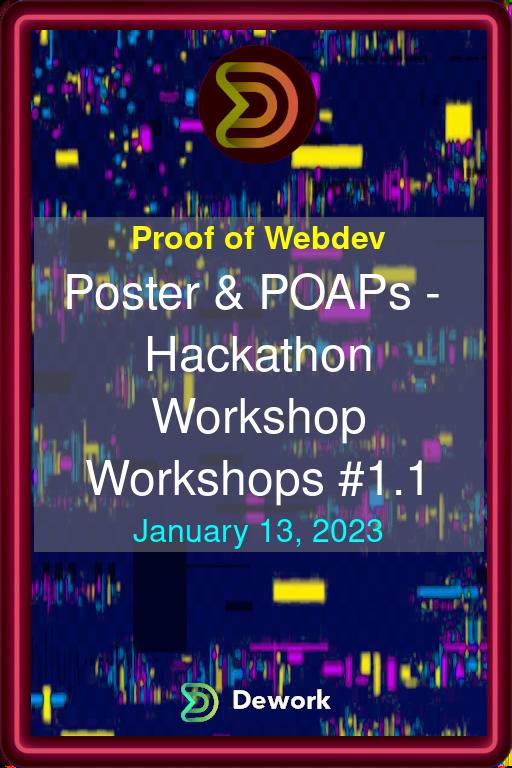 Proof of Webdev
Poster & POAPs -
Hackathon
Workshop
Workshops #1.1
January 13, 2023
Dework